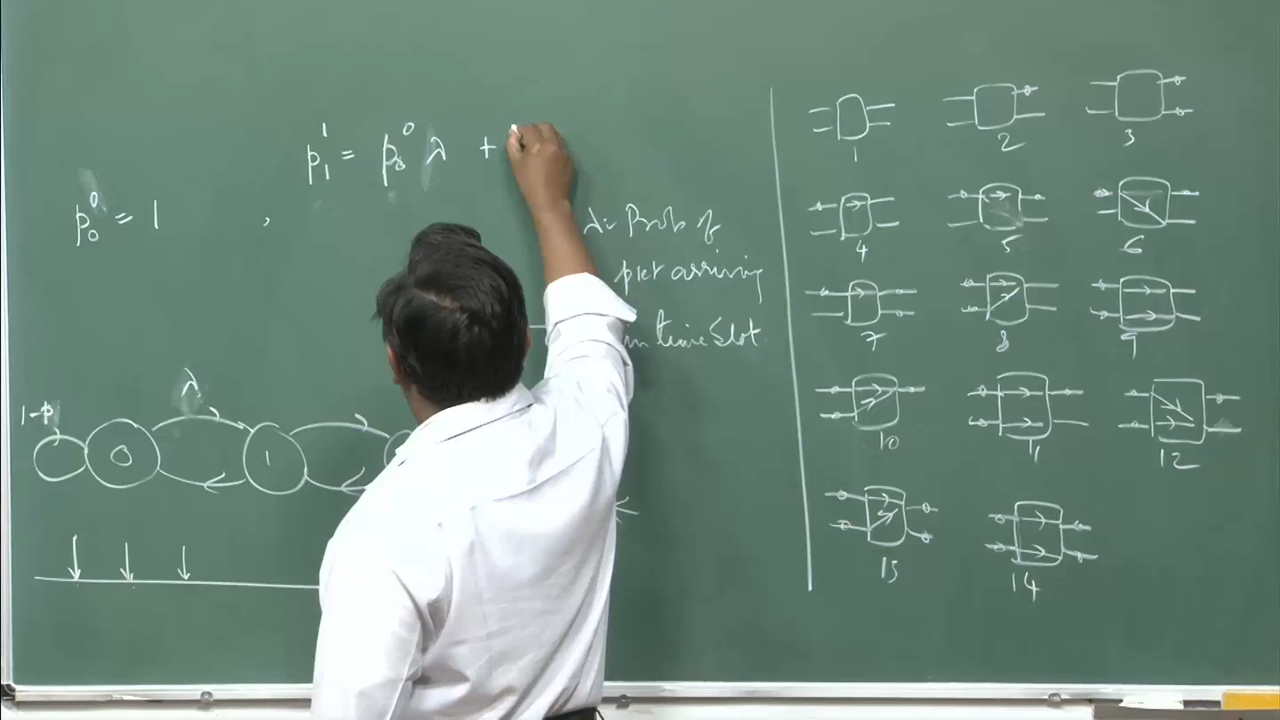 p₁¹ = p₀⁰ λ +
p₀⁰ = 1 ,
λ: Prob of
pkt arriving
in time slot
λ
1-p
0 1
1 2 3
4 5 6
7 8 9
10 11 12
13 14